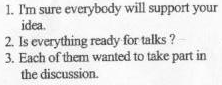 1. I'm sure everybody will support your
idea.
2. Is everything ready for talks ?
3. Each of them wanted to take part in
the discussion.